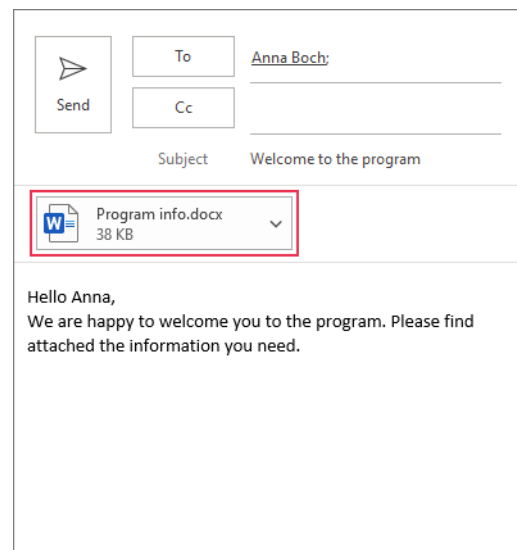 To
Anna Boch;
Send
Cc
Subject
Welcome to the program
W
Program info.docx
38 KB
Hello Anna,
We are happy to welcome you to the program. Please find
attached the information you need.